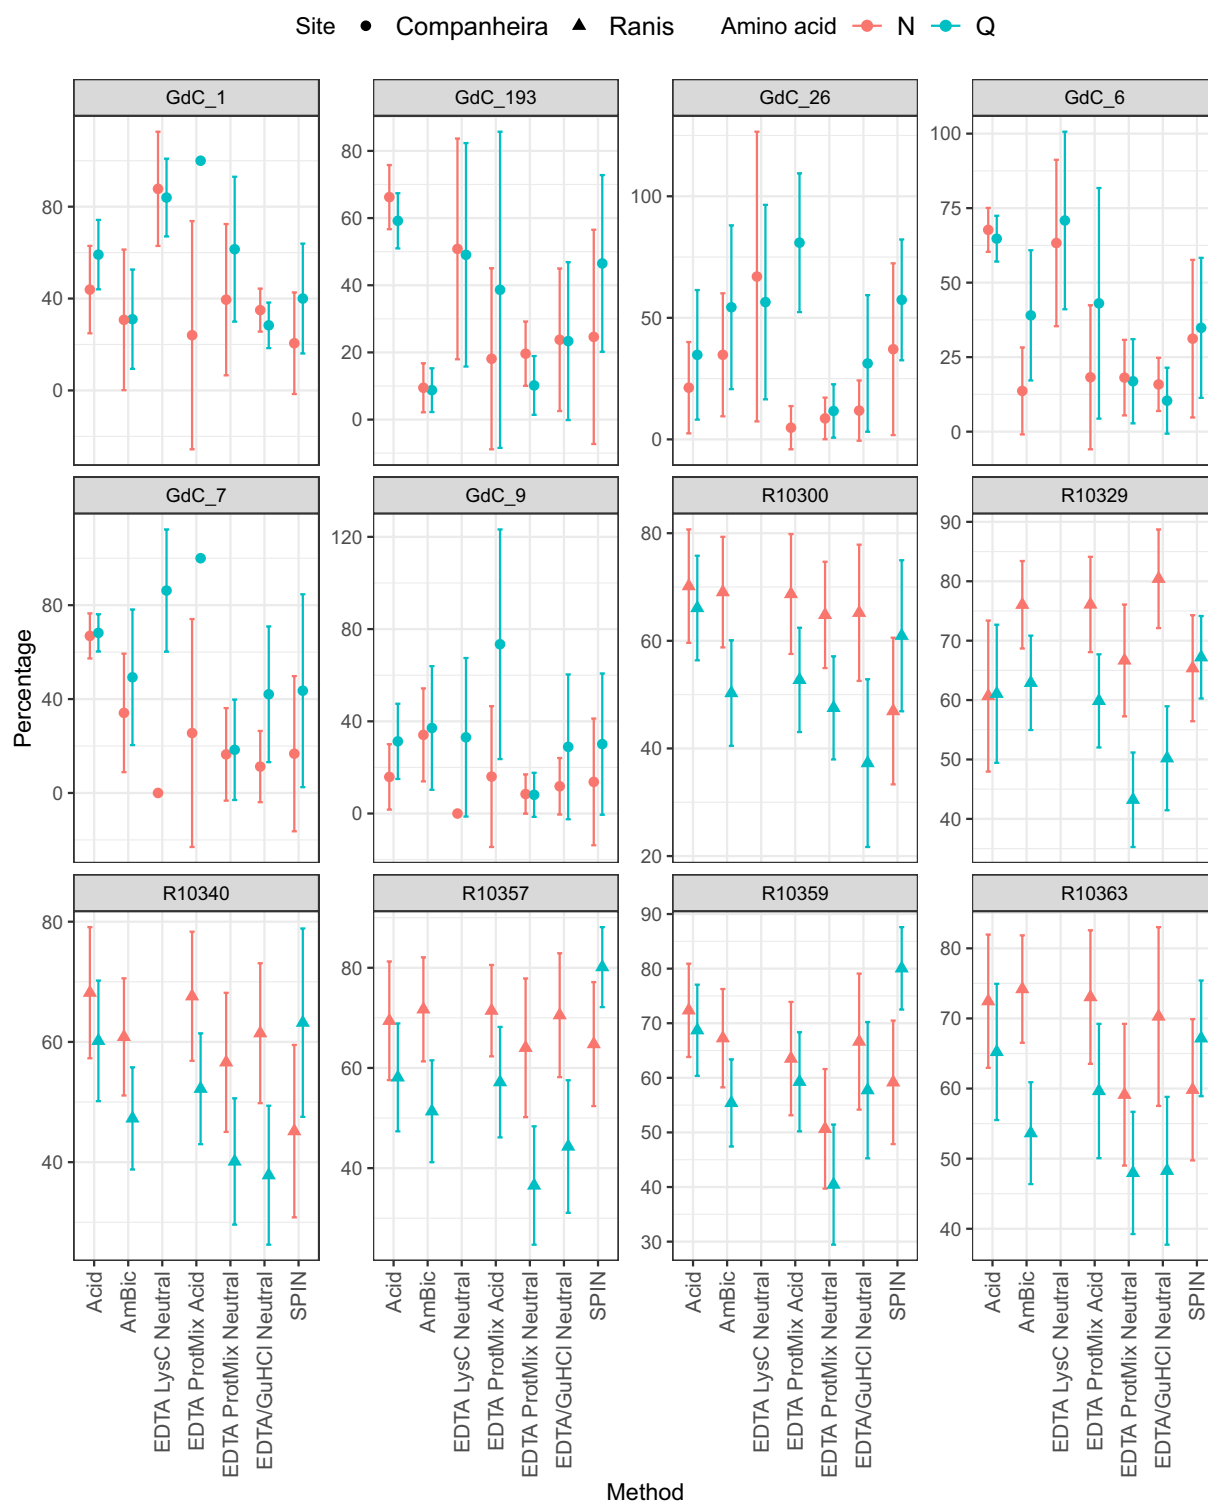 Site Companheira Ranis Amino acid N Q
GdC_1 GdC_193 GdC_26 GdC_6
80 40 0
80 60 40 20 0
100 50 0
100 75 50 25 0
GdC_7 GdC_9 R10300 R10329
80 40 0
120 80 40 0
80 60 40 20
90 80 70 60 50 40
R10340 R10357 R10359 R10363
80 60 40
80 60 40
90 80 70 60 50 40 30
80 70 60 50 40
Percentage
Acid AmBic EDTA LysC Neutral EDTA ProtMix Acid EDTA ProtMix Neutral EDTA/GuHCl Neutral SPIN
Acid AmBic EDTA LysC Neutral EDTA ProtMix Acid EDTA ProtMix Neutral EDTA/GuHCl Neutral SPIN
Acid AmBic EDTA LysC Neutral EDTA ProtMix Acid EDTA ProtMix Neutral EDTA/GuHCl Neutral SPIN
Acid AmBic EDTA LysC Neutral EDTA ProtMix Acid EDTA ProtMix Neutral EDTA/GuHCl Neutral SPIN
Method